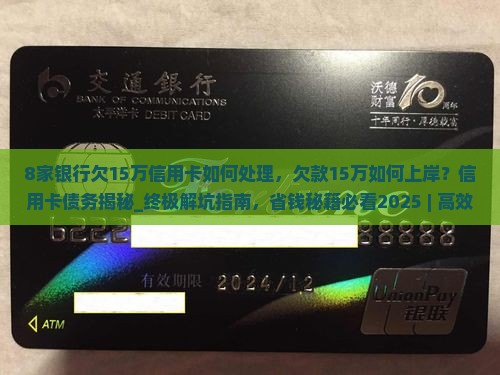 交通銀行
BANK OF COMMUNICATIONS
太平洋卡 DEBIT CARD
沃德
财富
10
周年
十年同行·厚德载富
8家银行欠15万信用卡如何处理，欠款15万如何上岸？信
用卡债务揭秘_终极解坑指南，省钱秘籍必看2025 | 高效
6222
88888
有效期限 2024/12
ATM
UnionPay
银联